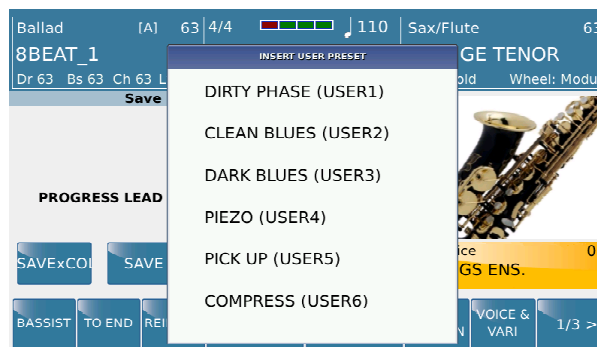 Ballad [A] 63 4/4 110 Sax/Flute 63
8BEAT_1 GE TENOR
Dr 63 Bs 63 Ch 63 L old Wheel: Modu
Save
INSERT USER PRESET
DIRTY PHASE (USER1)
CLEAN BLUES (USER2)
DARK BLUES (USER3)
PIEZO (USER4)
PICK UP (USER5)
COMPRESS (USER6)
PROGRESS LEAD
ice 0
GS ENS.
SAVExCOL SAVE
BASSIST TO END REI N VOICE & VARI 1/3 >